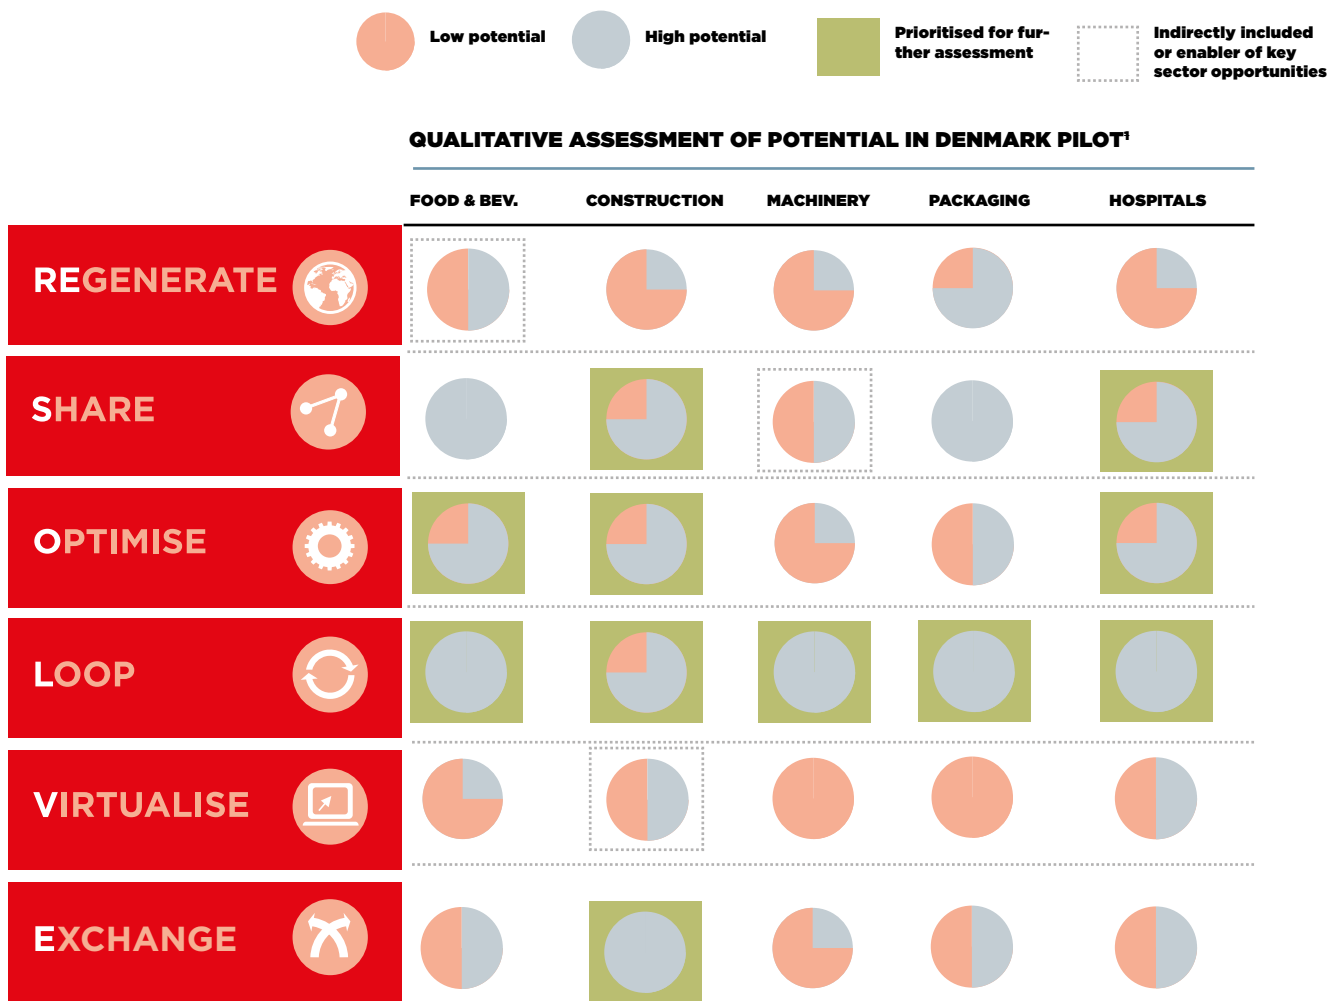 Low potential
High potential
Prioritised for fur-
ther assessment
Indirectly included
or enabler of key
sector opportunities
QUALITATIVE ASSESSMENT OF POTENTIAL IN DENMARK PILOT¹
FOOD & BEV.
CONSTRUCTION
MACHINERY
PACKAGING
HOSPITALS
REGENERATE
SHARE
OPTIMISE
LOOP
VIRTUALISE
EXCHANGE